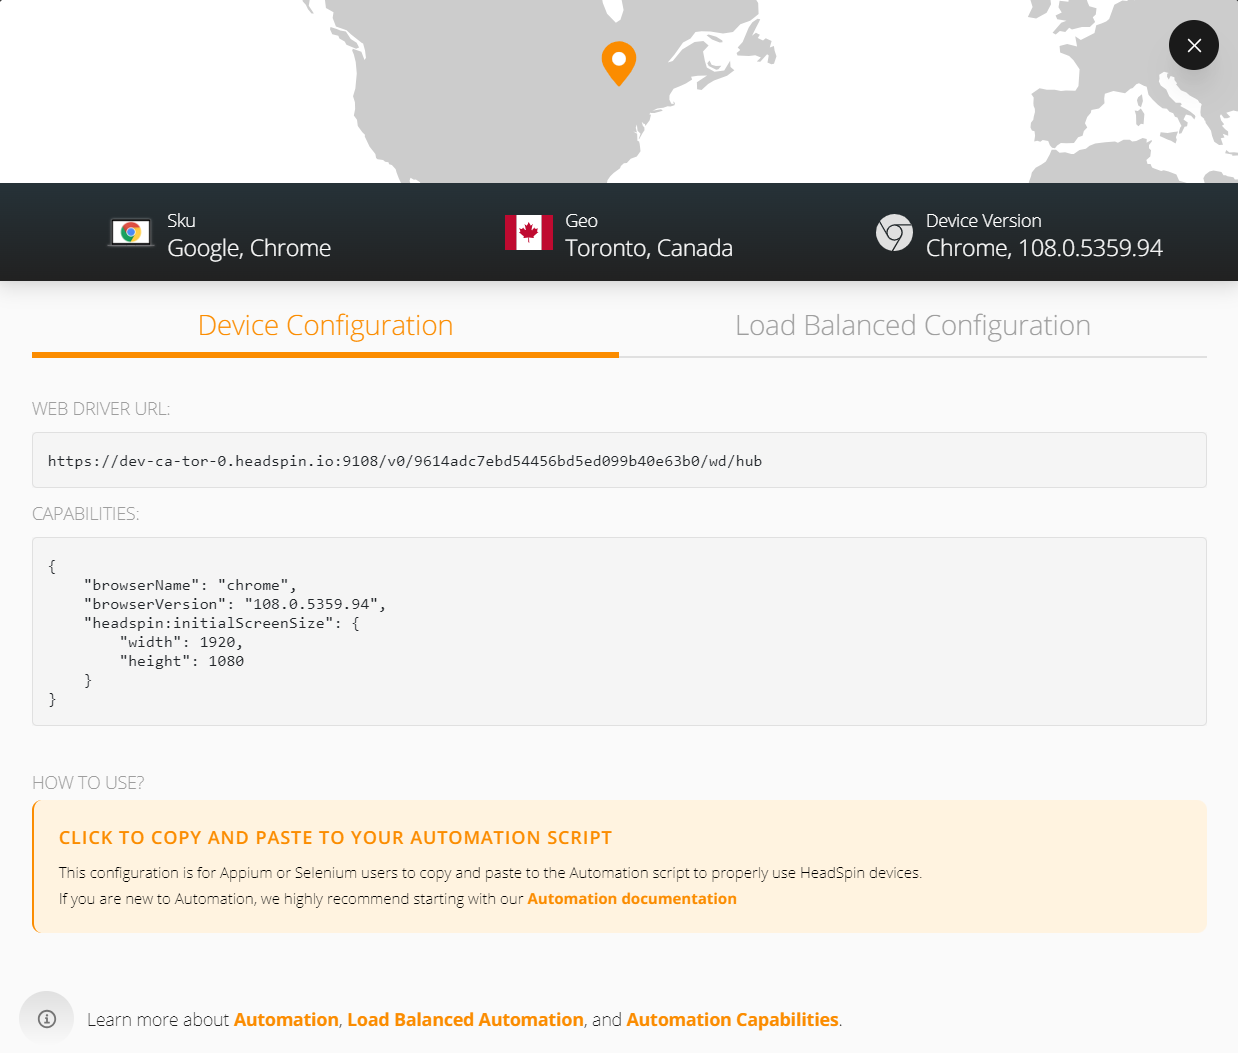 Sku
Google, Chrome
Geo
Toronto, Canada
Device Version
Chrome, 108.0.5359.94
Device Configuration
Load Balanced Configuration
WEB DRIVER URL:
https://dev-ca-tor-0.headspin.io:9108/v0/9614adc7ebd54456bd5ed099b40e63b0/wd/hub
CAPABILITIES:
{
    "browserName": "chrome",
    "browserVersion": "108.0.5359.94",
    "headspin:initialScreenSize": {
        "width": 1920,
        "height": 1080
    }
}
HOW TO USE?
CLICK TO COPY AND PASTE TO YOUR AUTOMATION SCRIPT
This configuration is for Appium or Selenium users to copy and paste to the Automation script to properly use HeadSpin devices.
If you are new to Automation, we highly recommend starting with our Automation documentation
Learn more about Automation, Load Balanced Automation, and Automation Capabilities.